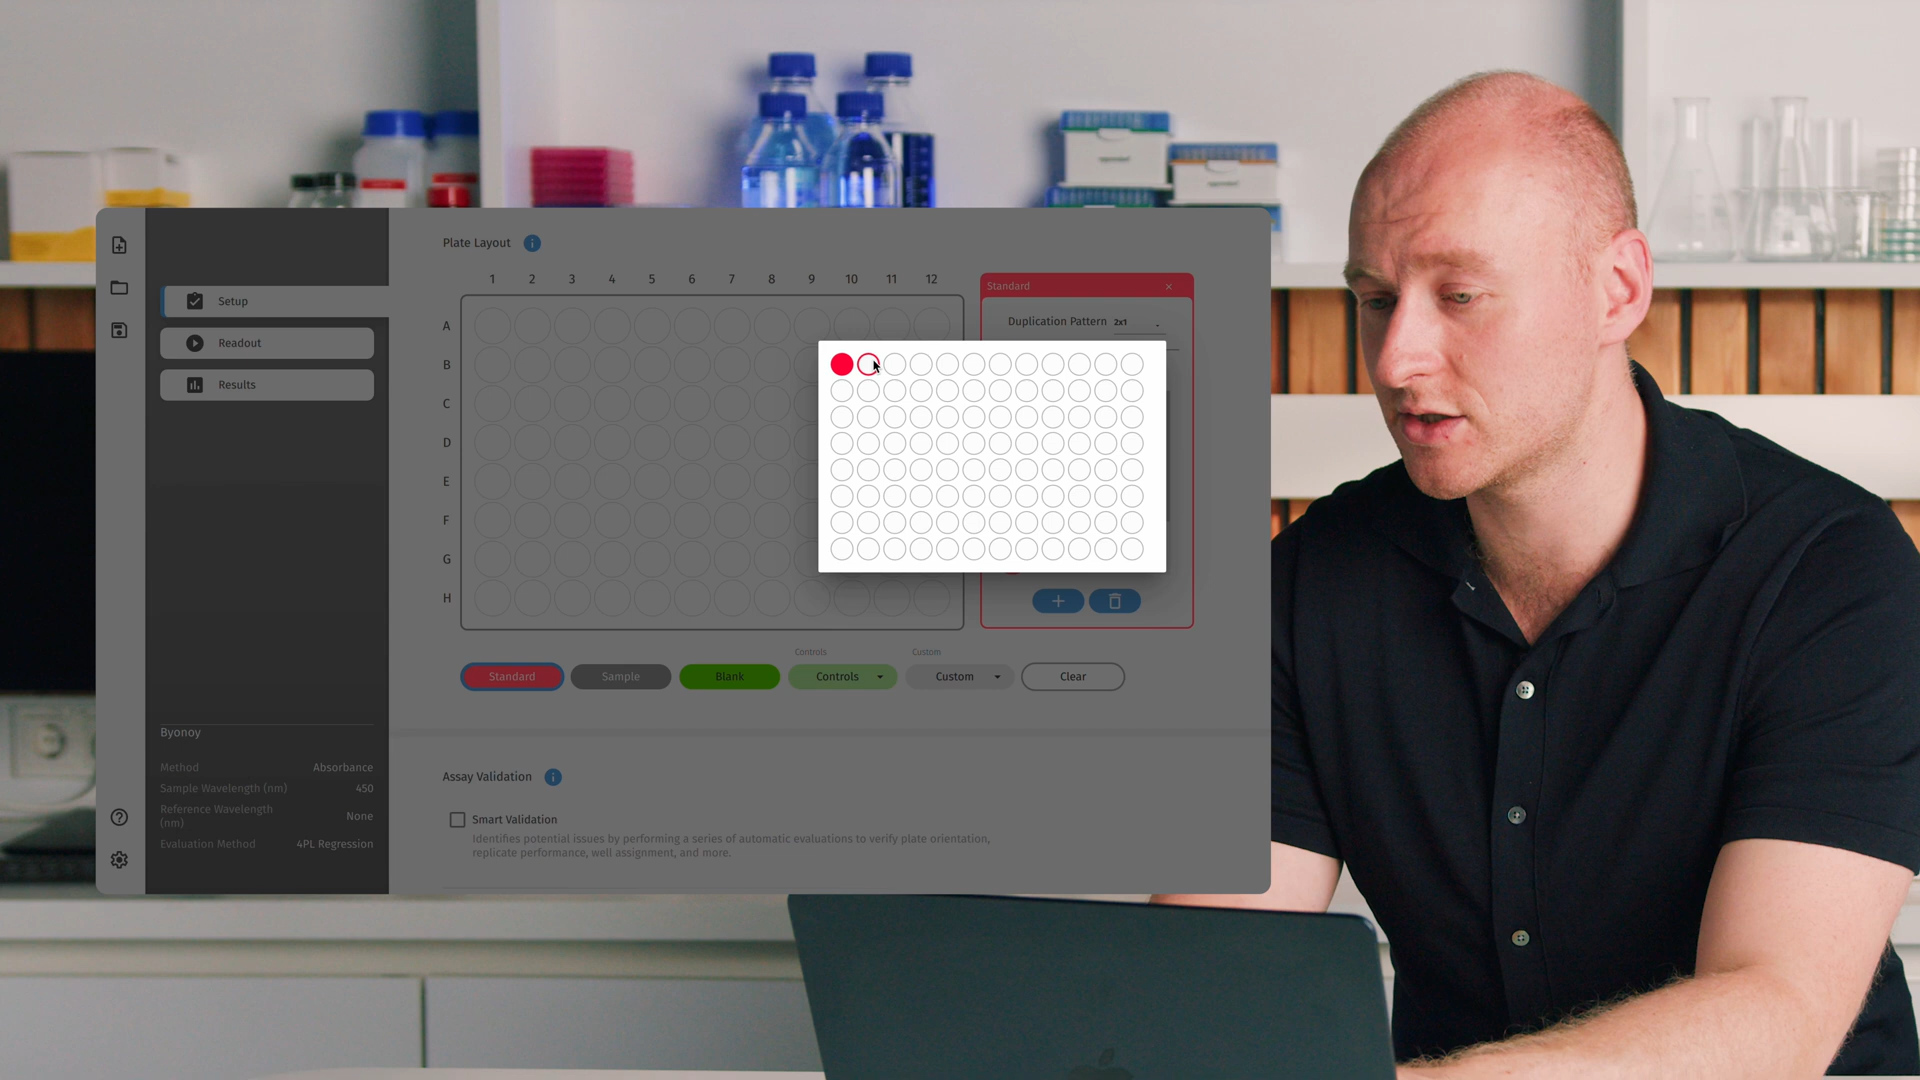 Plate Layout
1 2 3 4 5 6 7 8 9 10 11 12
A
B
C
D
E
F
G
H
Standard
Duplication Pattern 2x1
Setup
Readout
Results
Controls
Custom
Standard
Sample
Blank
Controls
Custom
Clear
Byonoy
Method Absorbance
Sample Wavelength (nm) 450
Reference Wavelength
(nm) None
Evaluation Method 4PL Regression
Assay Validation
Smart Validation
Identifies potential issues by performing a series of automatic evaluations to verify plate orientation,
replicate performance, well assignment, and more.